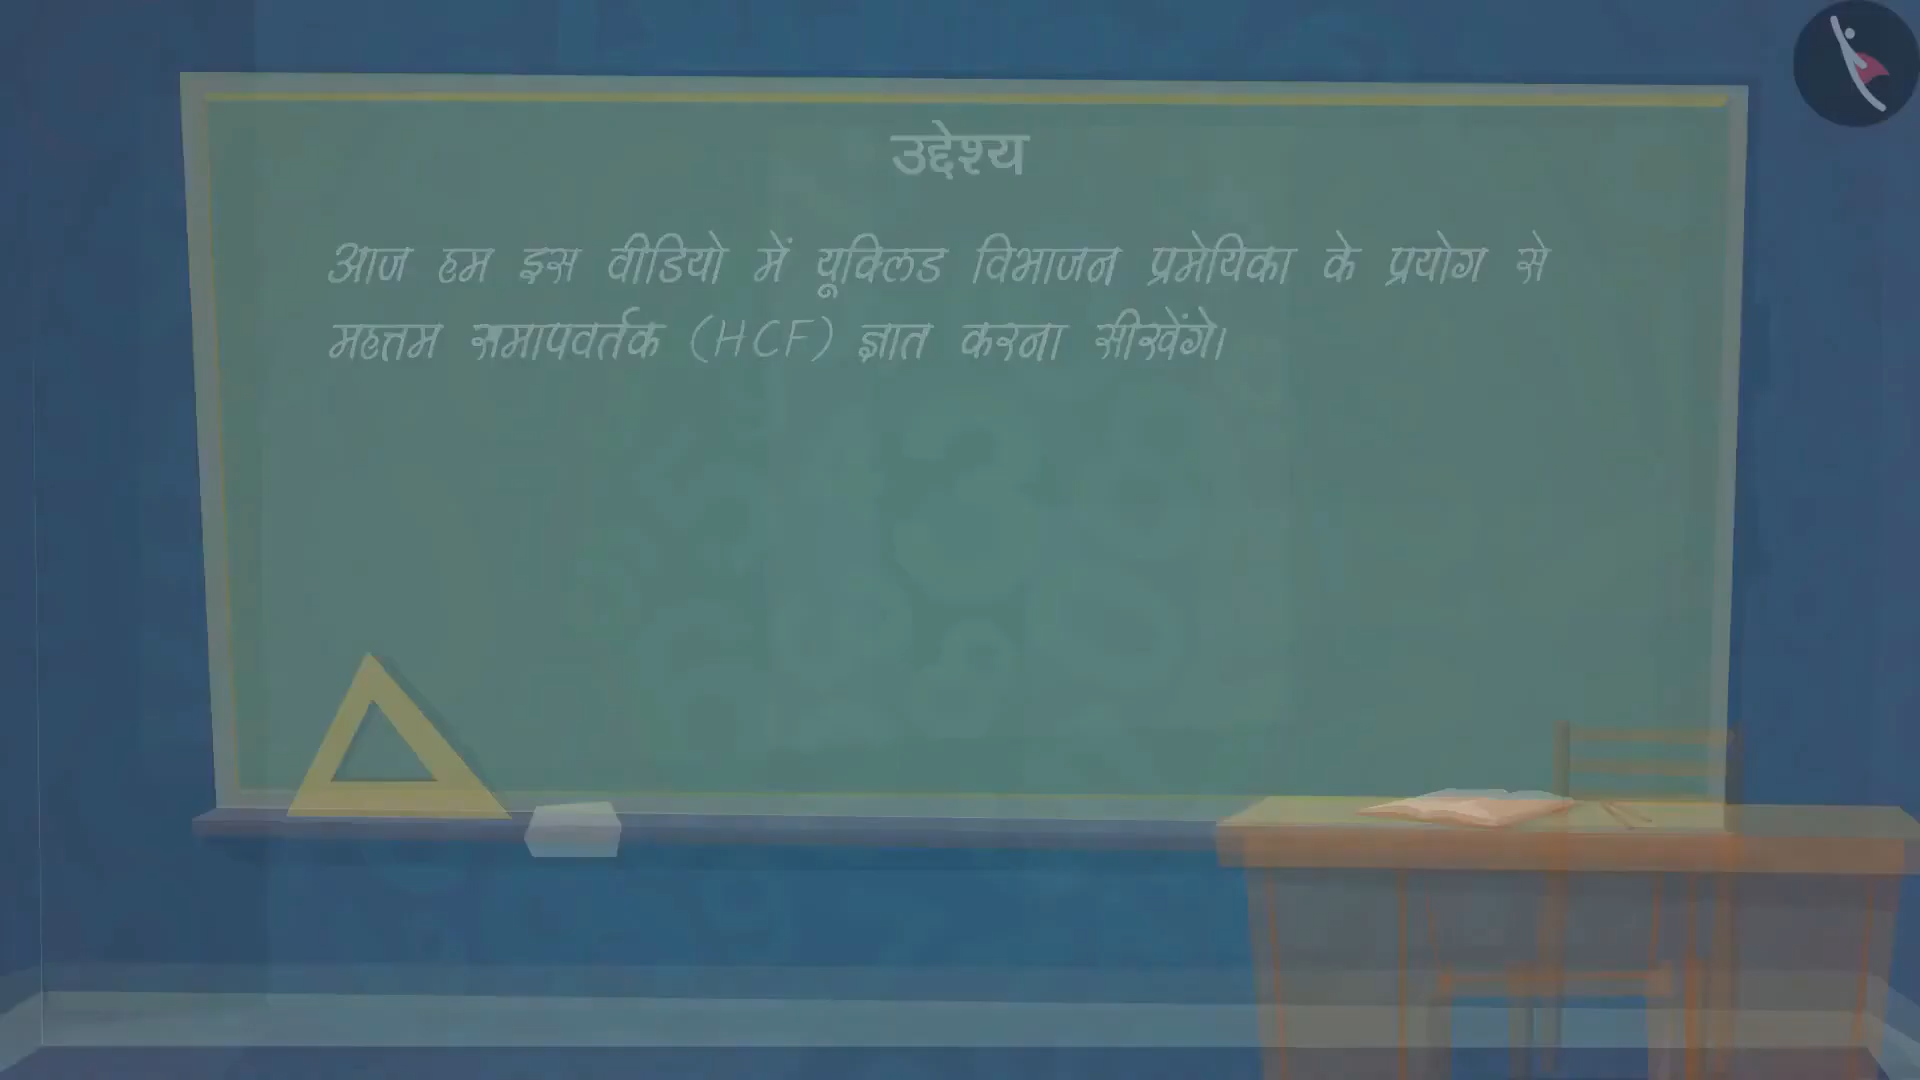 उद्देश्य
आज हम इस वीडियो में यूक्लिड विभाजन प्रमेयिका के प्रयोग से
महत्तम समापवर्तक (HCF) ज्ञात करना सीखेंगे।